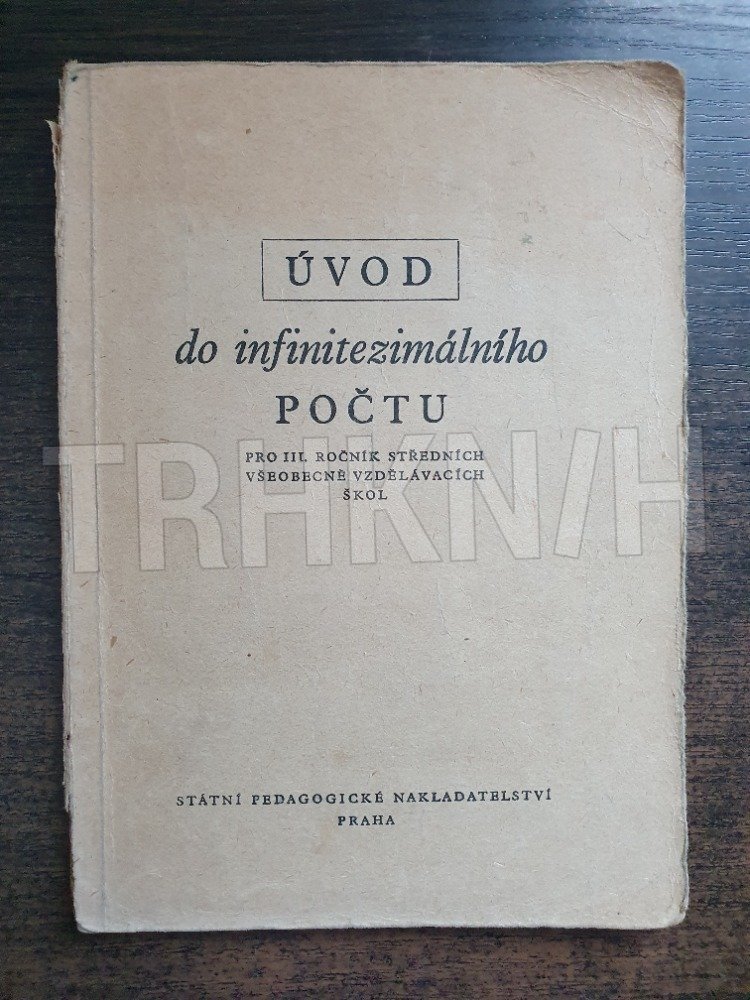 ÚVOD
do infinitezimálního
POČTU
PRO III. ROČNÍK STŘEDNÍCH
VŠEOBECNĚ VZDĚLÁVACÍCH
ŠKOL
TRHKNIH
STÁTNÍ PEDAGOGICKÉ NAKLADATELSTVÍ
PRAHA